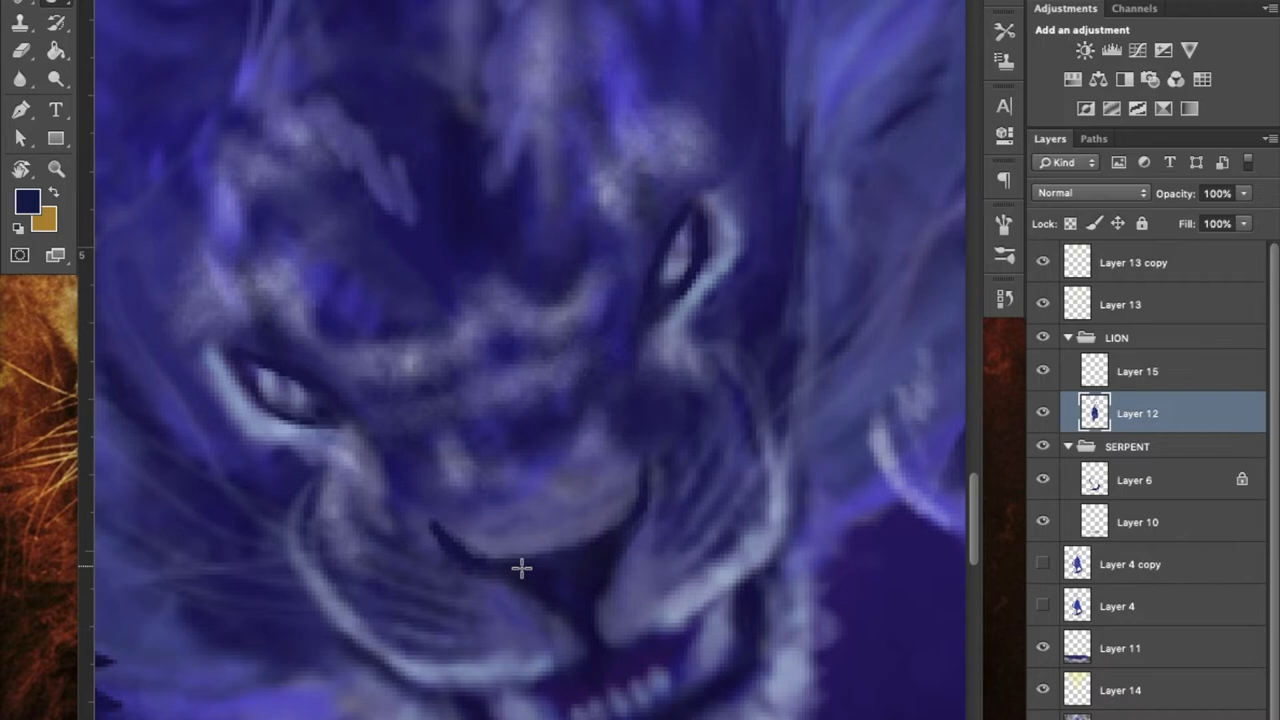 Adjustments Channels
Add an adjustment
Layers Paths
Kind
Normal Opacity: 100%
Lock: Fill: 100%
Layer 13 copy
Layer 13
LION
Layer 15
Layer 12
SERPENT
Layer 6
Layer 10
Layer 4 copy
Layer 4
Layer 11
Layer 14
5